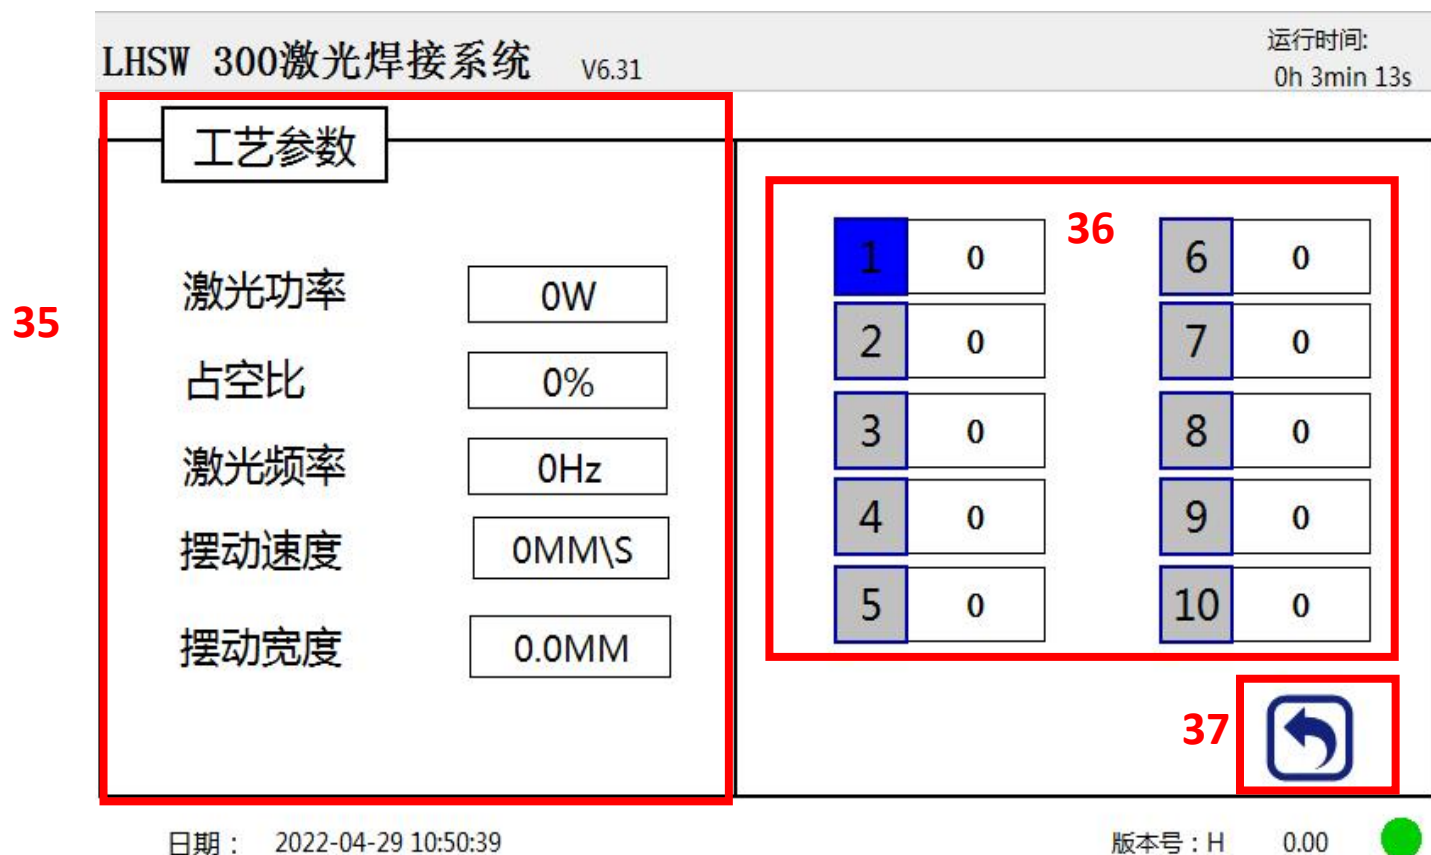 LHSW 300激光焊接系统 V6.31
运行时间:
0h 3min 13s
工艺参数
35
激光功率 0W
占空比 0%
激光频率 0Hz
摆动速度 0MM\S
摆动宽度 0.0MM
36
1 0 6 0
2 0 7 0
3 0 8 0
4 0 9 0
5 0 10 0
37
日期： 2022-04-29 10:50:39
版本号：H 0.00